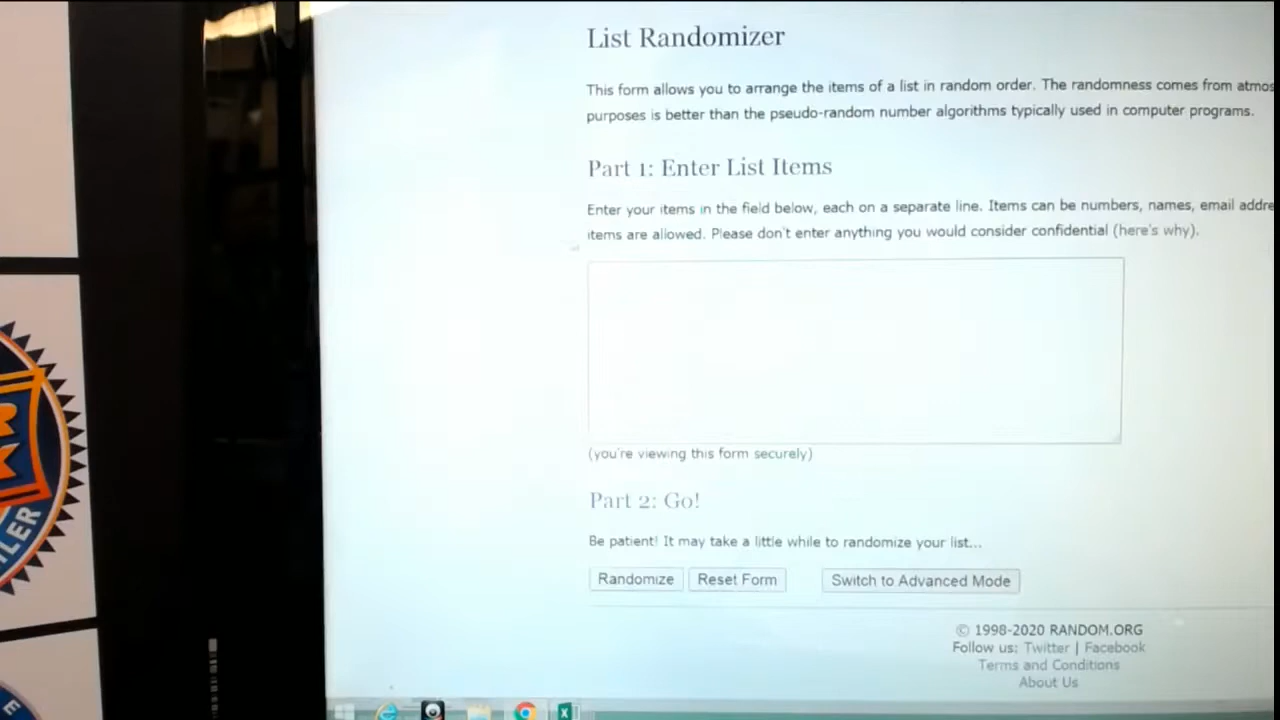 List Randomizer
This form allows you to arrange the items of a list in random order. The randomness comes from
purposes is better than the pseudo-random number algorithms typically used in computer programs.
Part 1: Enter List Items
Enter your items in the field below, each on a separate line. Items can be numbers, names, email
items are allowed. Please don't enter anything you would consider confidential (here's why).
(you're viewing this form securely)
Part 2: Go!
Be patient! It may take a little while to randomize your list...
Randomize Reset Form Switch to Advanced Mode
© 1998-2020 RANDOM.ORG
Follow us: Twitter | Facebook
Terms and Conditions
About Us